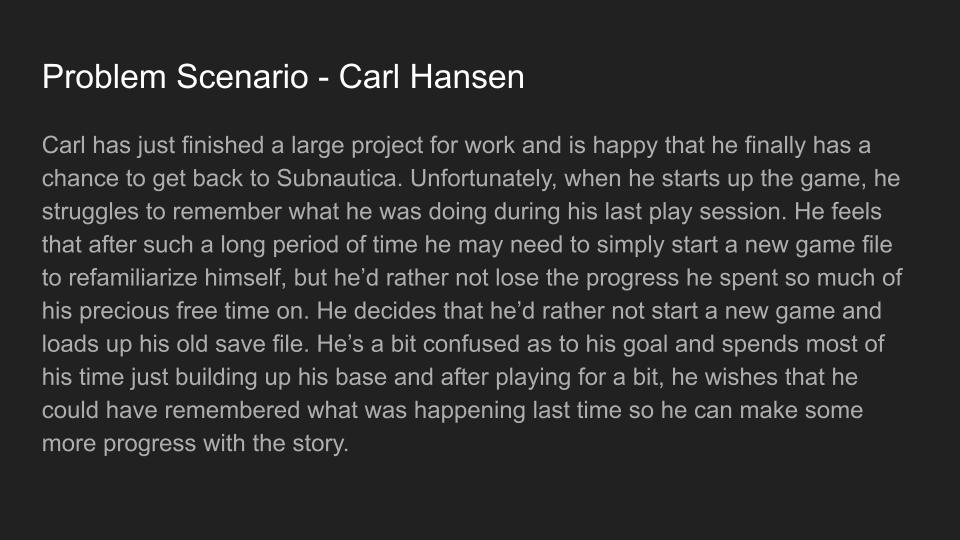 Problem Scenario - Carl Hansen
Carl has just finished a large project for work and is happy that he finally has a
chance to get back to Subnautica. Unfortunately, when he starts up the game, he
struggles to remember what he was doing during his last play session. He feels
that after such a long period of time he may need to simply start a new game file
to refamiliarize himself, but he’d rather not lose the progress he spent so much of
his precious free time on. He decides that he’d rather not start a new game and
loads up his old save file. He’s a bit confused as to his goal and spends most of
his time just building up his base and after playing for a bit, he wishes that he
could have remembered what was happening last time so he can make some
more progress with the story.